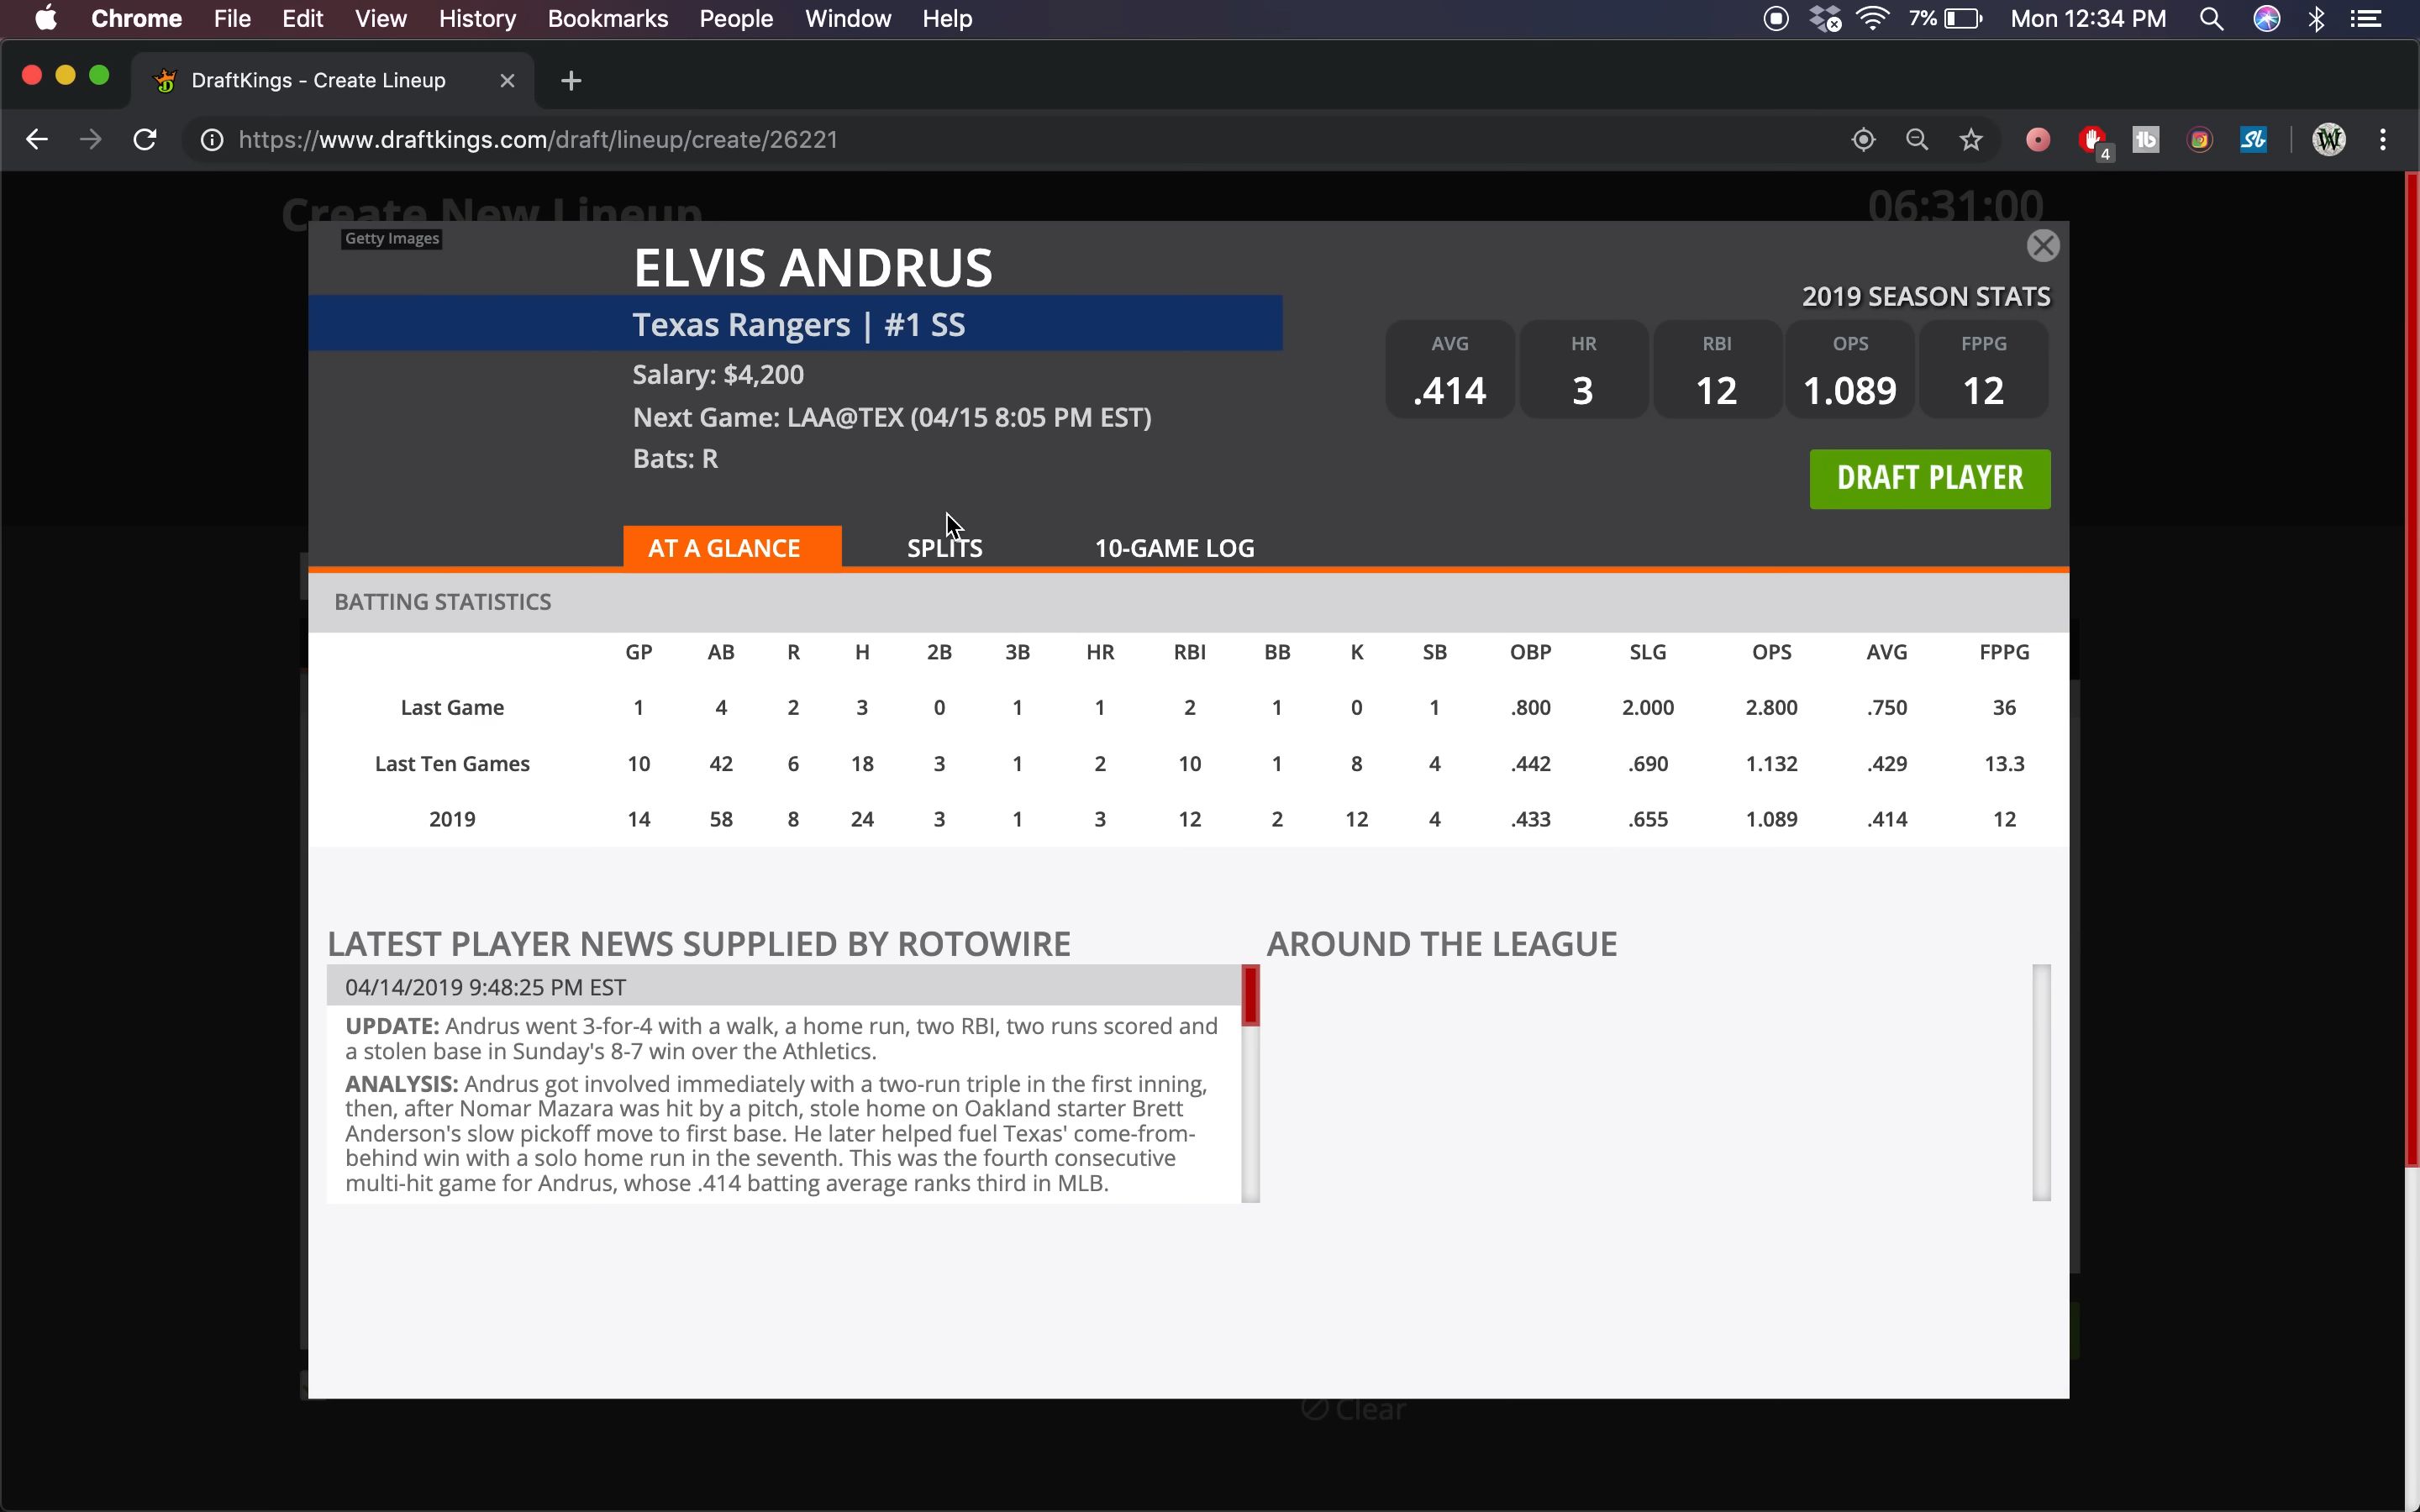 Chrome File Edit View History Bookmarks People Window Help 7% Mon 12:34 PM
DraftKings - Create Lineup
https://www.draftkings.com/draft/lineup/create/26221 4 tb Sb W
Create New Lineup 06:31:00
Getty Images
ELVIS ANDRUS
Texas Rangers | #1 SS
Salary: $4,200
Next Game: LAA@TEX (04/15 8:05 PM EST)
Bats: R
2019 SEASON STATS
AVG HR RBI OPS FPPG
.414 3 12 1.089 12
DRAFT PLAYER
AT A GLANCE SPLITS 10-GAME LOG
BATTING STATISTICS
GP AB R H 2B 3B HR RBI BB K SB OBP SLG OPS AVG FPPG
Last Game 1 4 2 3 0 1 1 2 1 0 1 .800 2.000 2.800 .750 36
Last Ten Games 10 42 6 18 3 1 2 10 1 8 4 .442 .690 1.132 .429 13.3
2019 14 58 8 24 3 1 3 12 2 12 4 .433 .655 1.089 .414 12
LATEST PLAYER NEWS SUPPLIED BY ROTOWIRE
04/14/2019 9:48:25 PM EST
UPDATE: Andrus went 3-for-4 with a walk, a home run, two RBI, two runs scored and
a stolen base in Sunday's 8-7 win over the Athletics.
ANALYSIS: Andrus got involved immediately with a two-run triple in the first inning,
then, after Nomar Mazara was hit by a pitch, stole home on Oakland starter Brett
Anderson's slow pickoff move to first base. He later helped fuel Texas' come-from-
behind win with a solo home run in the seventh. This was the fourth consecutive
multi-hit game for Andrus, whose .414 batting average ranks third in MLB.
AROUND THE LEAGUE
Clear